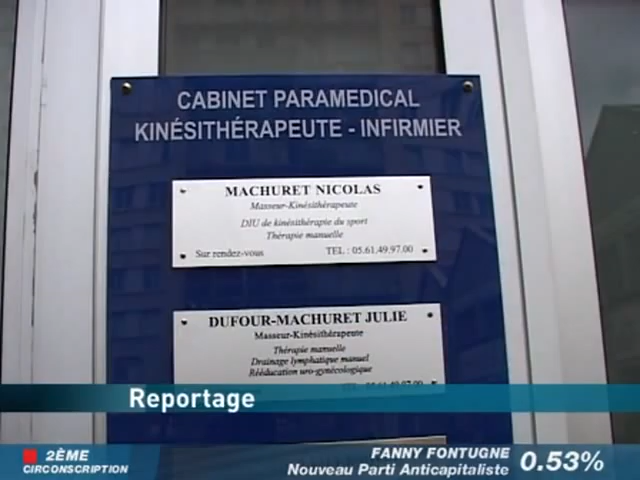 CABINET PARAMEDICAL
KINÉSITHÉRAPEUTE - INFIRMIER
MACHURET NICOLAS
Masseur-Kinésithérapeute
DIU de kinésithérapie du sport
Thérapie manuelle
Sur rendez-vous TEL : 05.61.49.97.00
DUFOUR-MACHURET JULIE
Masseur-Kinésithérapeute
Thérapie manuelle
Drainage lymphatique manuel
Rééducation uro-gynécologique
Reportage
2ÈME
CIRCONSCRIPTION
FANNY FONTUGNE
Nouveau Parti Anticapitaliste
0.53%